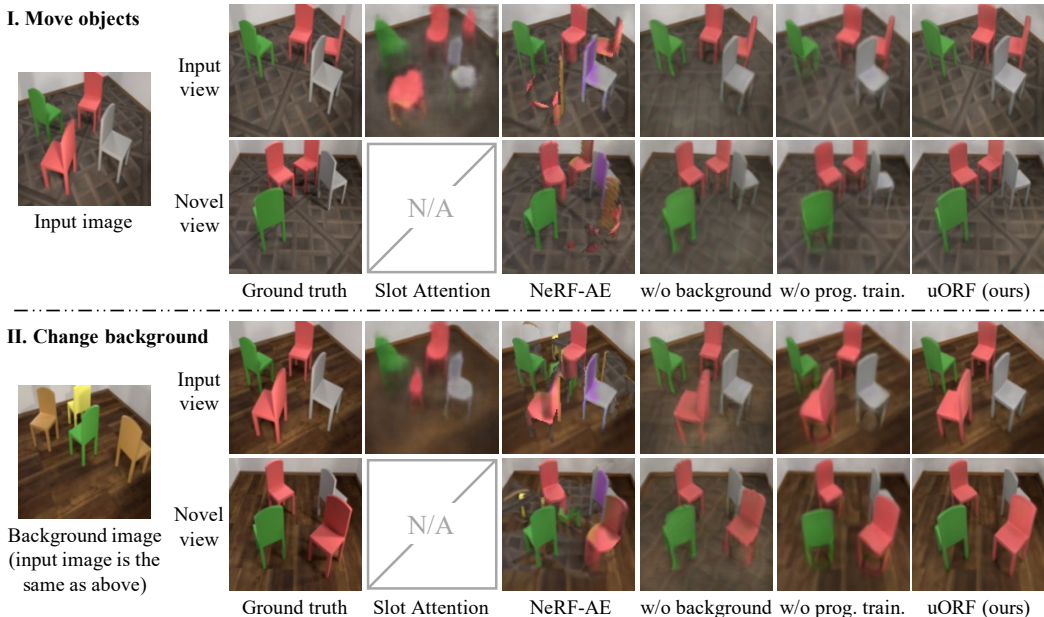 I. Move objects
Input image
Input
view
Novel
view
N/A
Ground truth
Slot Attention
NeRF-AE
w/o background
w/o prog. train.
uORF (ours)
II. Change background
Background image
(input image is the
same as above)
Input
view
Novel
view
N/A
Ground truth
Slot Attention
NeRF-AE
w/o background
w/o prog. train.
uORF (ours)